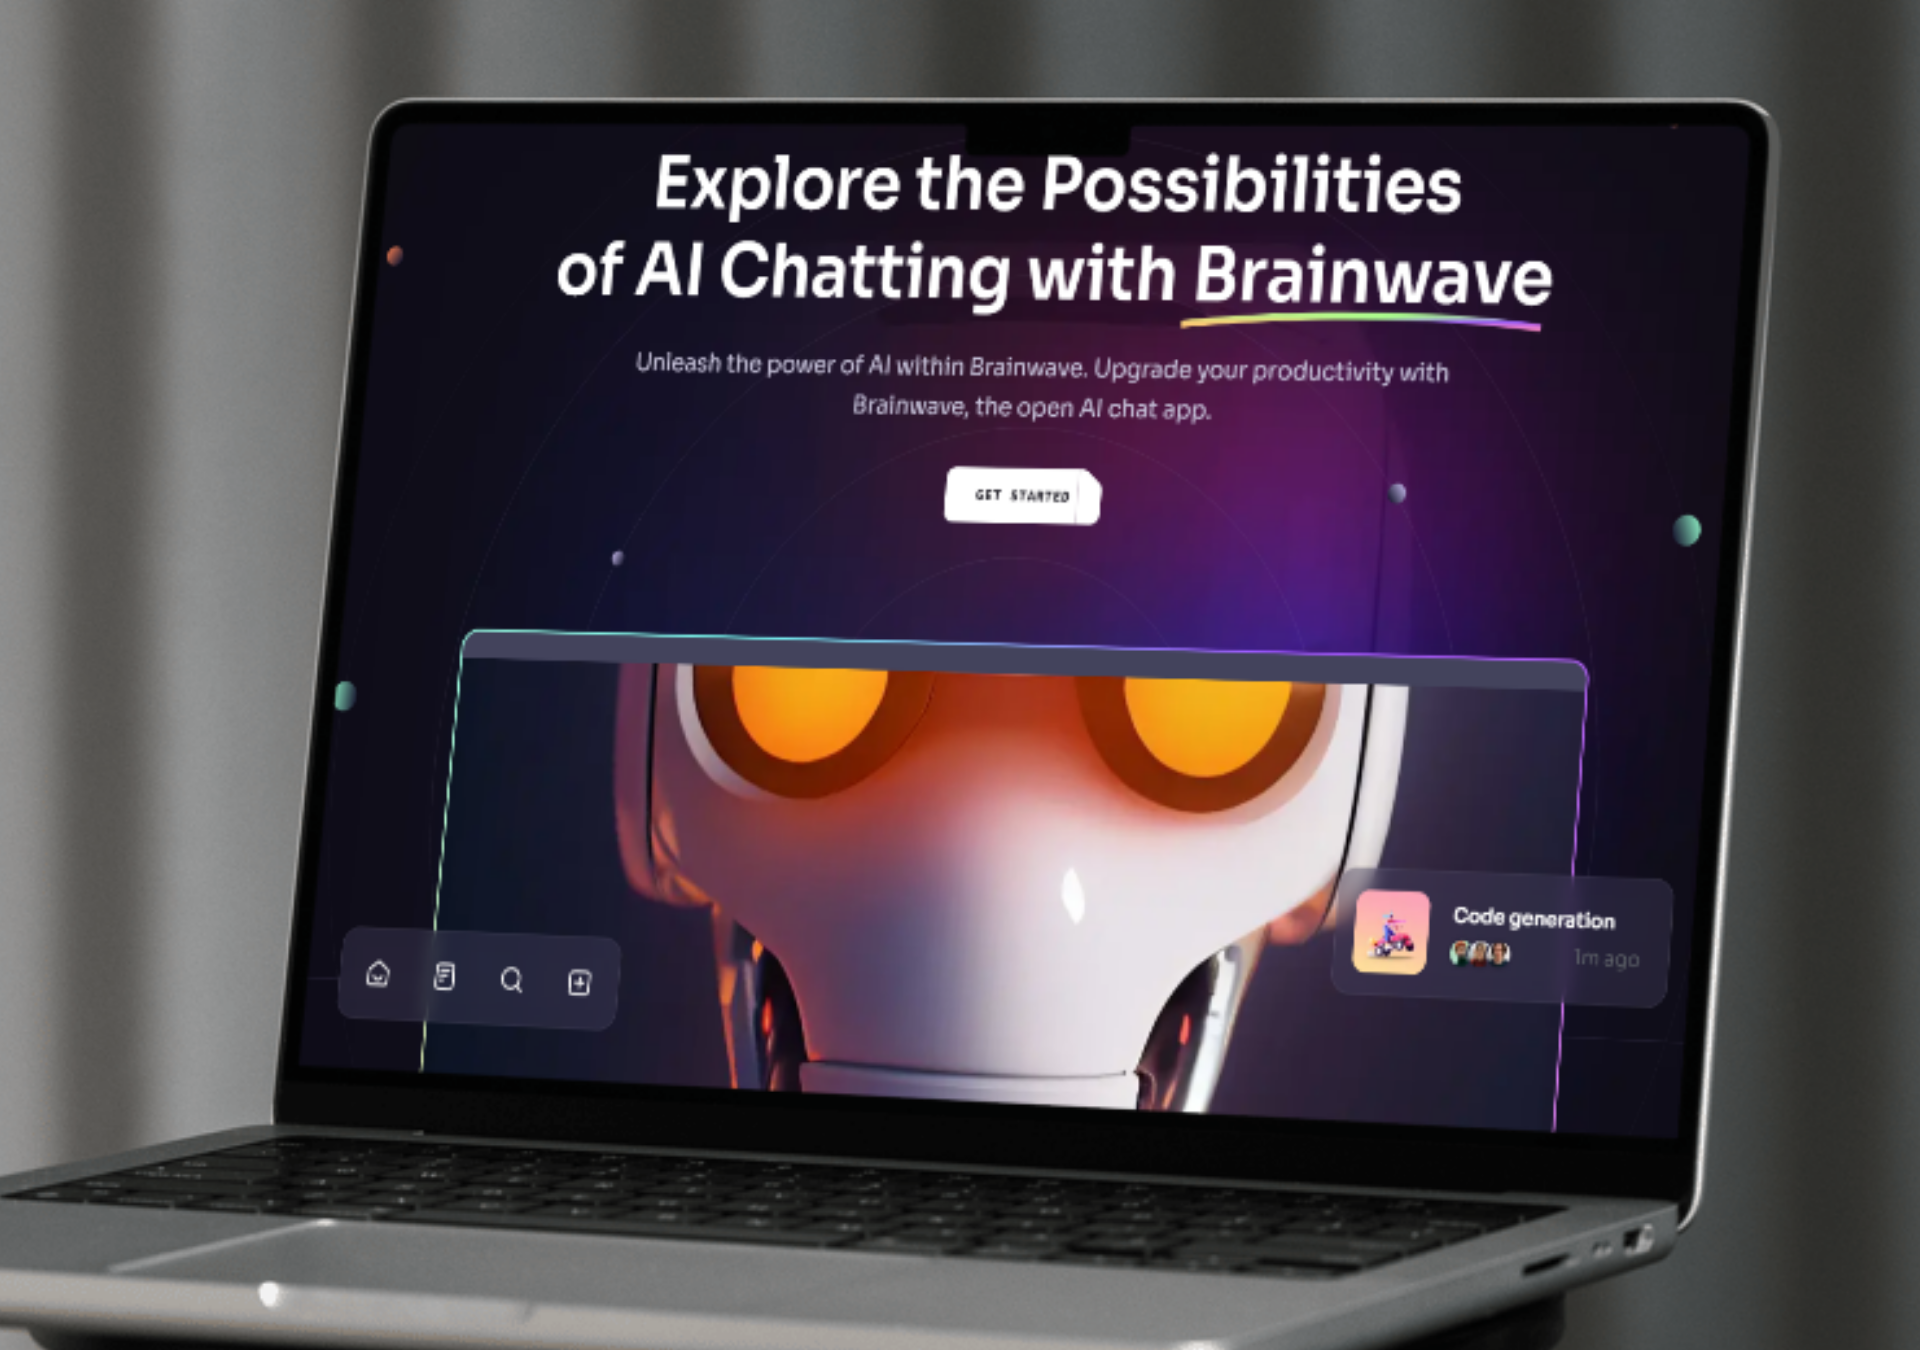 Explore the Possibilities
of AI Chatting with Brainwave
Unleash the power of AI within Brainwave. Upgrade your productivity with
Brainwave, the open AI chat app.
GET STARTED
Code generation
1m ago